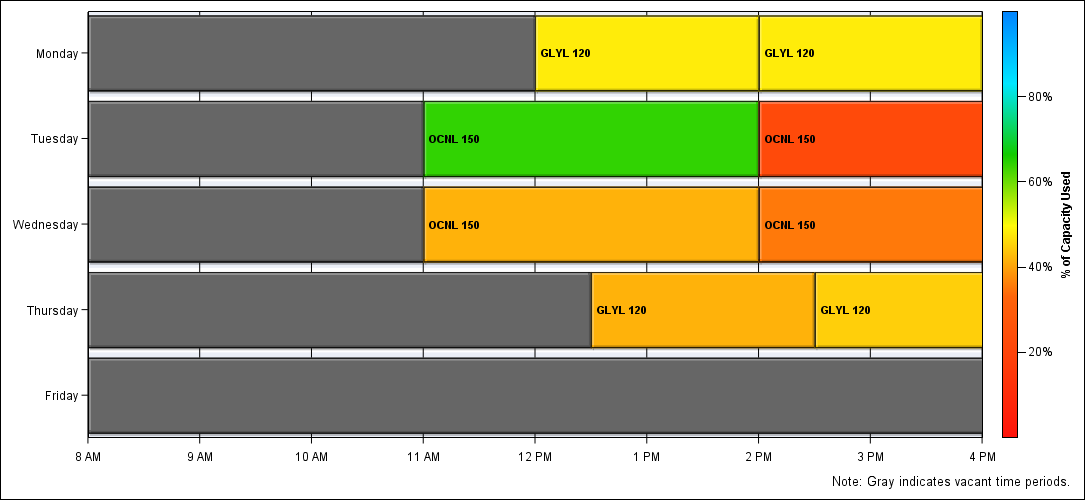 Monday
GLYL 120
GLYL 120
Tuesday
OCNL 150
OCNL 150
Wednesday
OCNL 150
OCNL 150
Thursday
GLYL 120
GLYL 120
Friday
8 AM
9 AM
10 AM
11 AM
12 PM
1 PM
2 PM
3 PM
4 PM
80%
60%
40%
20%
% of Capacity Used
Note: Gray indicates vacant time periods.